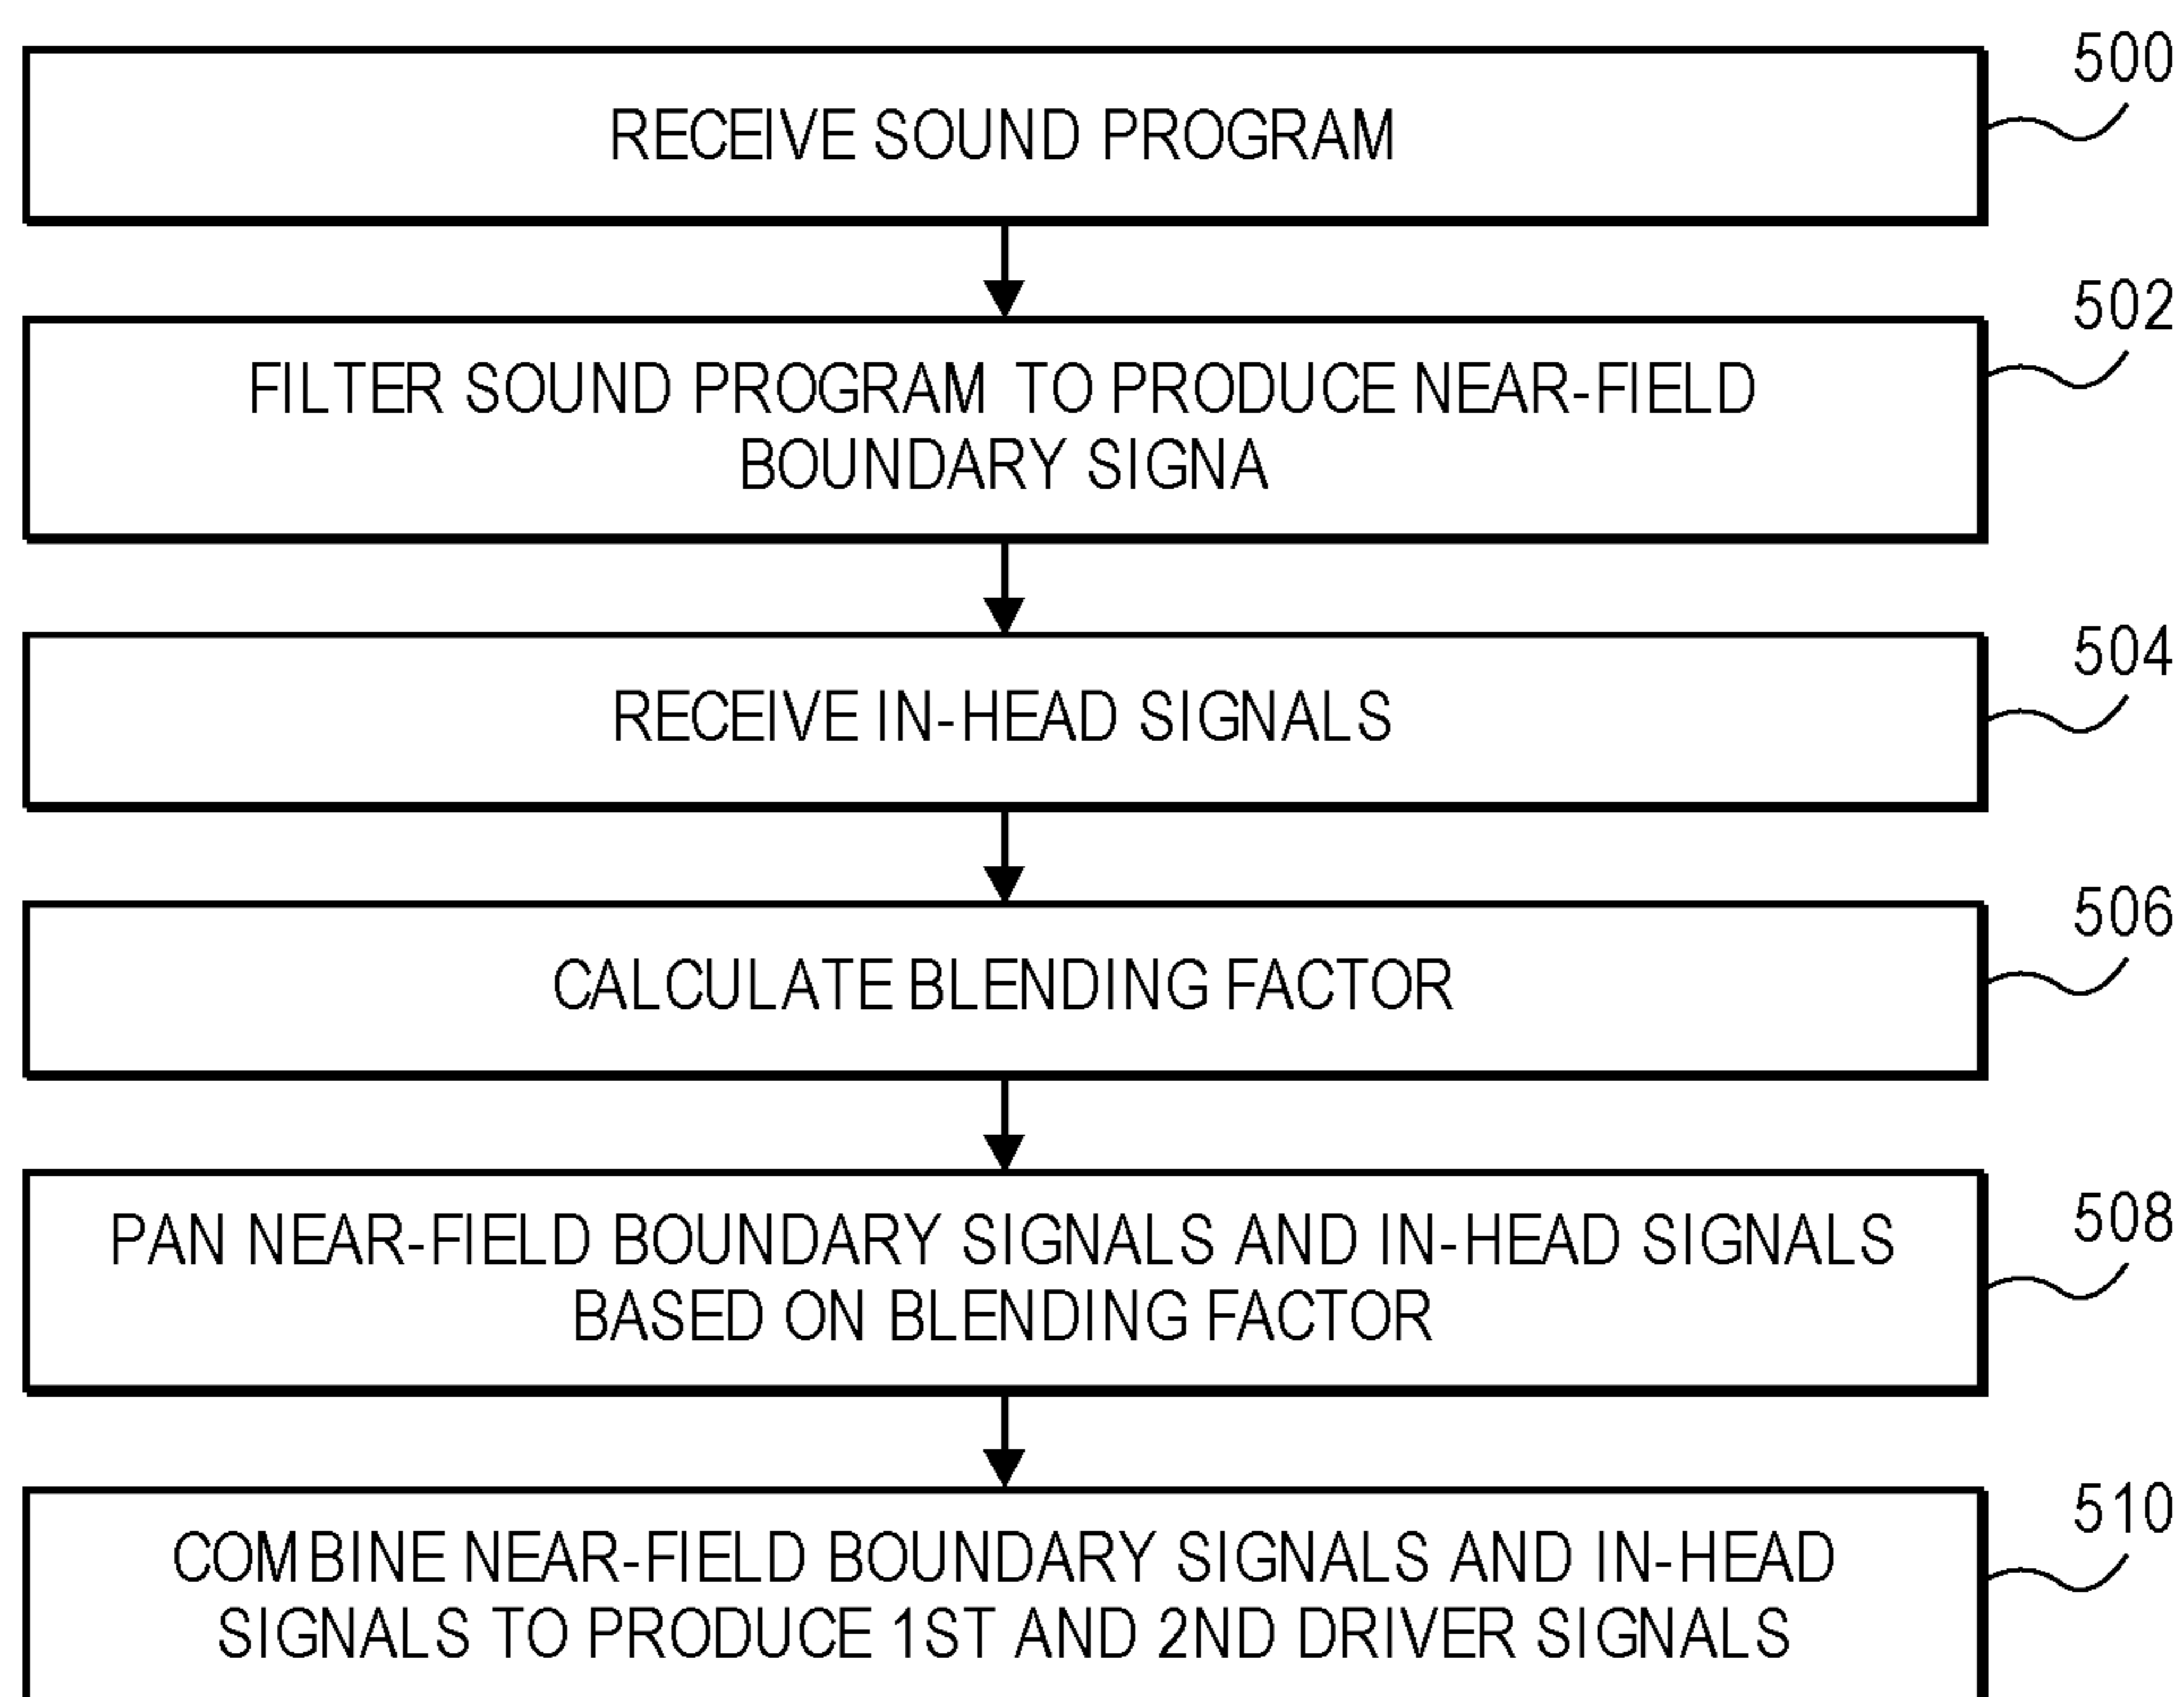 500
RECEIVE SOUND PROGRAM
502
FILTER SOUND PROGRAM TO PRODUCE NEAR-FIELD
BOUNDARY SIGNA
504
RECEIVE IN-HEAD SIGNALS
506
CALCULATE BLENDING FACTOR
508
PAN NEAR-FIELD BOUNDARY SIGNALS AND IN-HEAD SIGNALS
BASED ON BLENDING FACTOR
510
COMBINE NEAR-FIELD BOUNDARY SIGNALS AND IN-HEAD
SIGNALS TO PRODUCE 1ST AND 2ND DRIVER SIGNALS